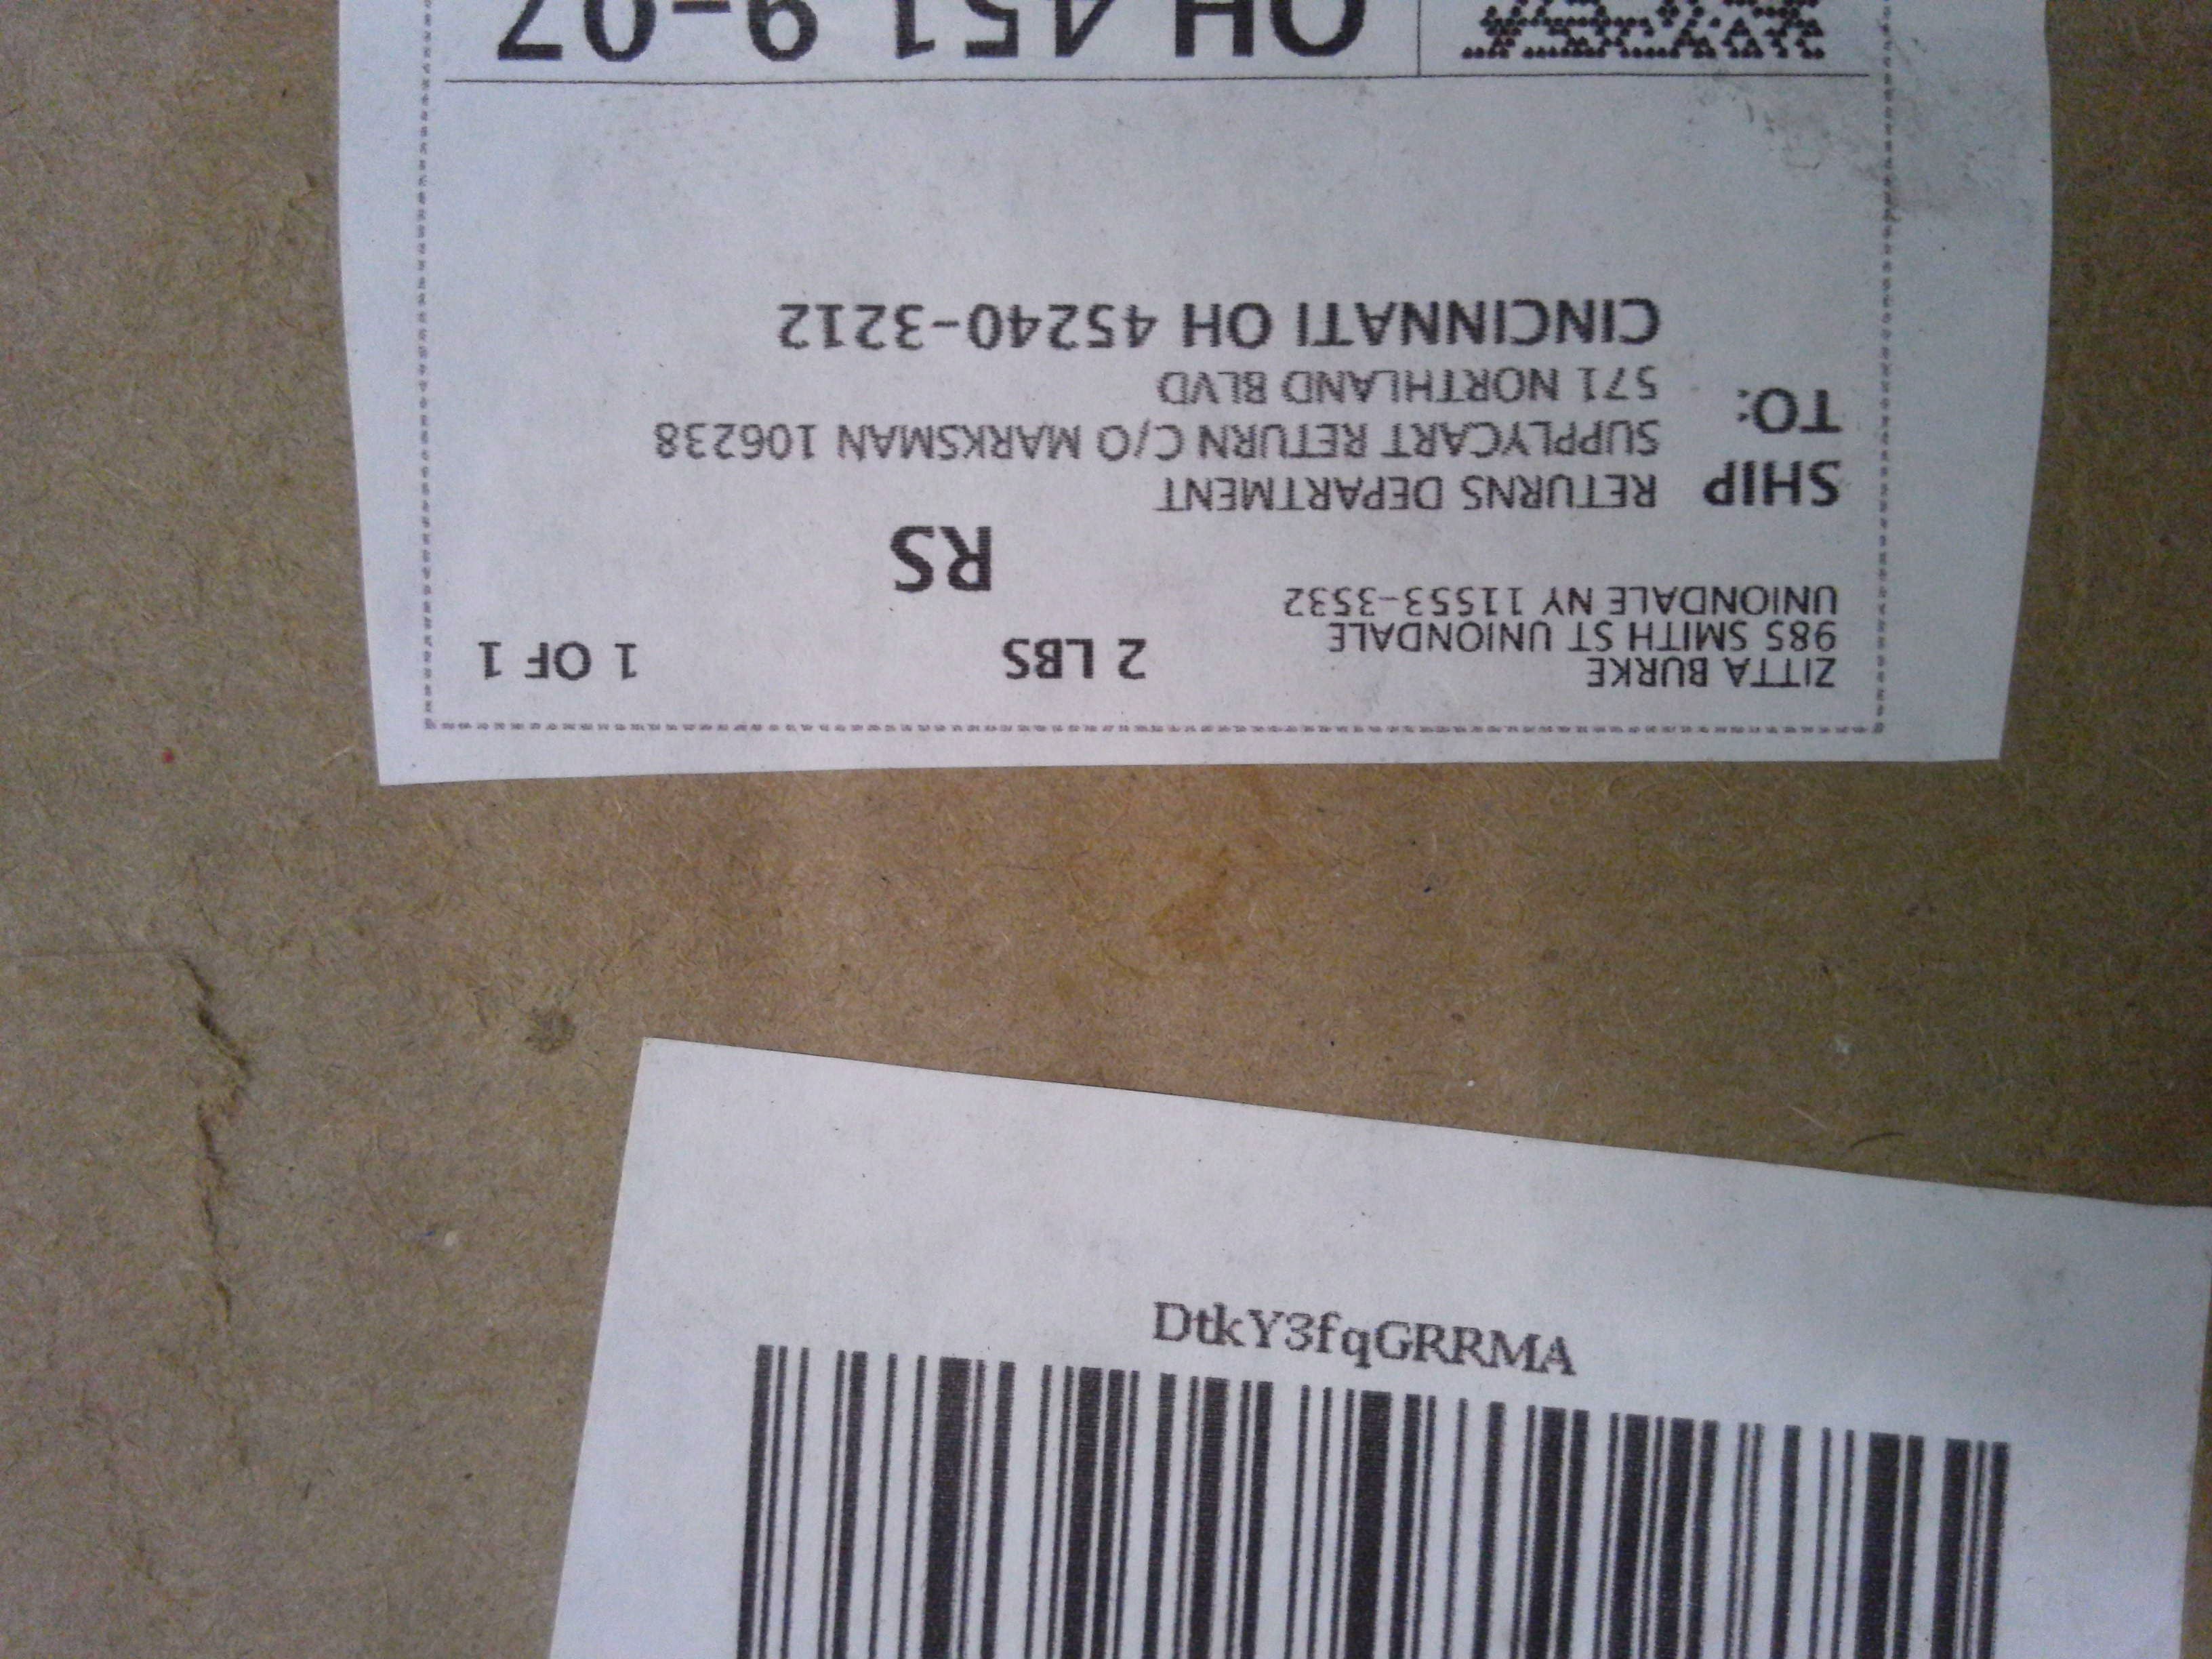 ZITTA BURKE
985 SMITH ST UNIONDALE
UNIONDALE NY 11553-3532
2 LBS
1 OF 1
RS
SHIP TO:
RETURNS DEPARTMENT
SUPPLYCART RETURN C/O MARKSMAN 106238
571 NORTHLAND BLVD
CINCINNATI OH 45240-3212
OH 451 9-07
DtkY3fqGRRMA